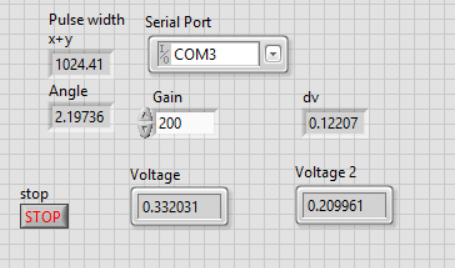 Pulse width
x+y
1024.41
Serial Port
I/O COM3
Angle
2.19736
Gain
200
dv
0.12207
Voltage
0.332031
Voltage 2
0.209961
stop
STOP